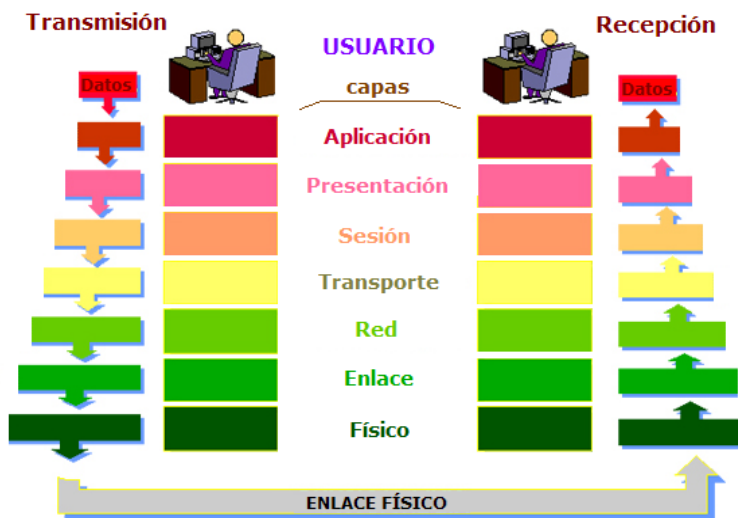 Transmisión
Recepción
USUARIO
Datos
capas
Datos
Aplicación
Presentación
Sesión
Transporte
Red
Enlace
Físico
ENLACE FÍSICO